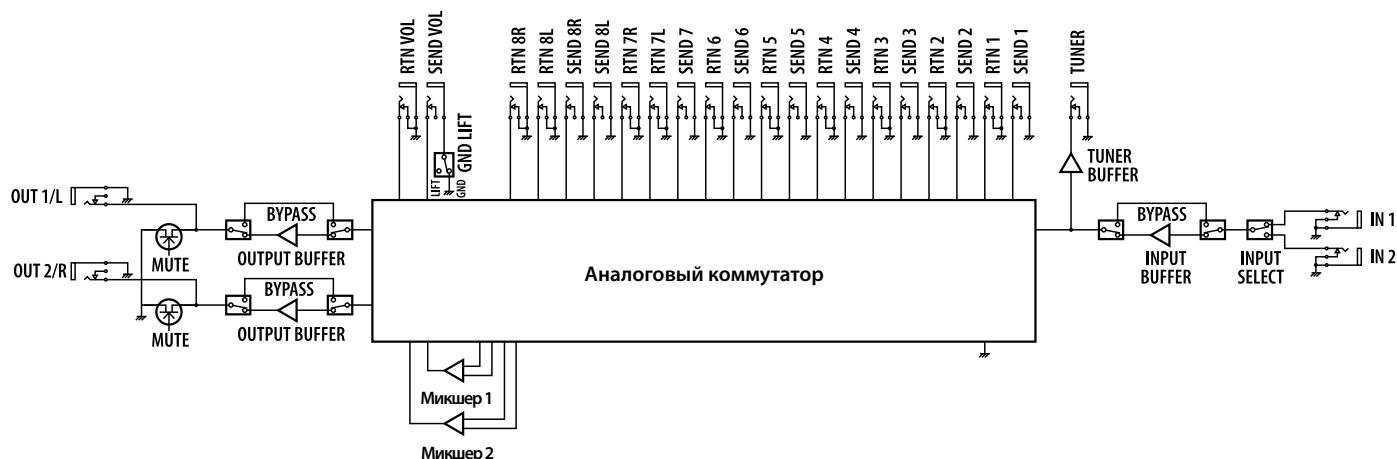 RTN VOL
SEND VOL
RTN 8R
RTN 8L
SEND 8R
SEND 8L
RTN 7R
RTN 7L
SEND 7
RTN 6
SEND 6
RTN 5
SEND 5
RTN 4
SEND 4
RTN 3
SEND 3
RTN 2
SEND 2
RTN 1
SEND 1
TUNER
GND LIFT
LIFT
GND
TUNER
BUFFER
OUT 1/L
BYPASS
OUTPUT BUFFER
MUTE
OUT 2/R
BYPASS
OUTPUT BUFFER
MUTE
Аналоговый коммутатор
BYPASS
INPUT
BUFFER
INPUT
SELECT
IN 1
IN 2
Микшер 1
Микшер 2